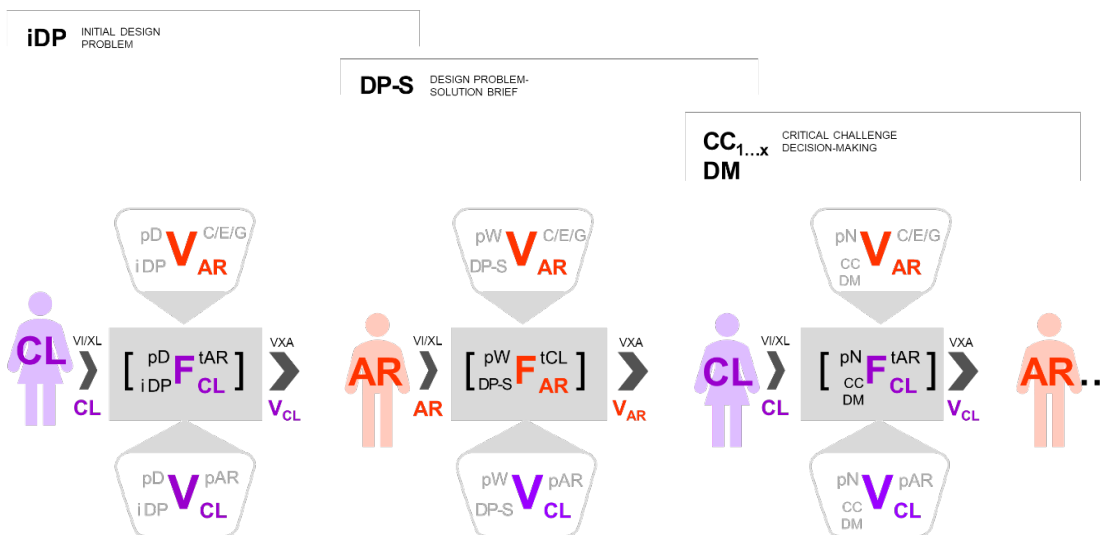 iDP INITIAL DESIGN
PROBLEM
DP-S DESIGN PROBLEM-
SOLUTION BRIEF
CC1...x CRITICAL CHALLENGE
DM DECISION-MAKING
pD V C/E/G
iDP AR
pW V C/E/G
DP-S AR
pN V C/E/G
CC AR
DM
CL
VI/XL
CL
[ pD F tAR ]
iDP CL
VXA
VCL
AR
VI/XL
AR
[ pW F tCL ]
DP-S AR
VXA
VAR
CL
VI/XL
CL
[ pN F tAR ]
CC CL
DM
VXA
VCL
AR..
pD V pAR
iDP CL
pW V pAR
DP-S CL
pN V pAR
CC CL
DM